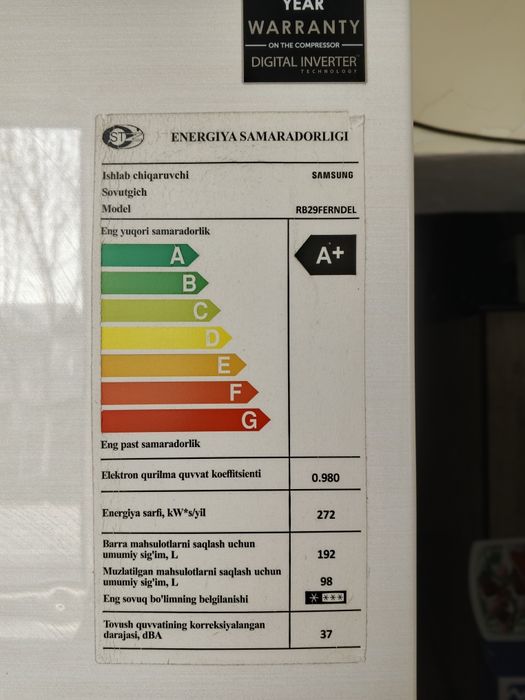 YEAR
WARRANTY
ON THE COMPRESSOR
DIGITAL INVERTER
TECHNOLOGY
ST
ENERGIYA SAMARADORLIGI
Ishlab chiqaruvchi SAMSUNG
Sovutgich
Model RB29FERNDEL
Eng yuqori samaradorlik
A A+
B
C
D
E
F
G
Eng past samaradorlik
Elektron qurilma quvvat koeffitsienti 0.980
Energiya sarfi, kW*s/yil 272
Barra mahsulotlarni saqlash uchun
umumiy sig'im, L 192
Muzlatilgan mahsulotlarni saqlash uchun
umumiy sig'im, L 98
Eng sovuq bo'limning belgilanishi * ***
Tovush quvvatining korreksiyalangan
darajasi, dBA 37